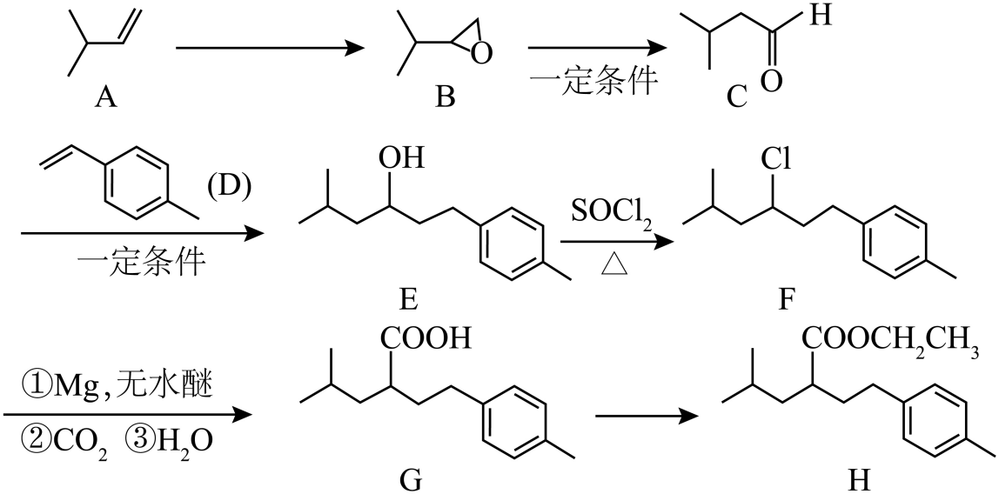 A
B
O
一定条件
C
H
O
(D)
一定条件
OH
E
SOCl₂
△
Cl
F
①Mg,无水醚
②CO₂ ③H₂O
COOH
G
COOCH₂CH₃
H